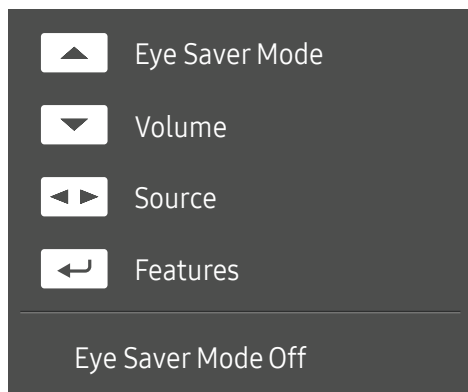 Eye Saver Mode
Volume
Source
Features
Eye Saver Mode Off